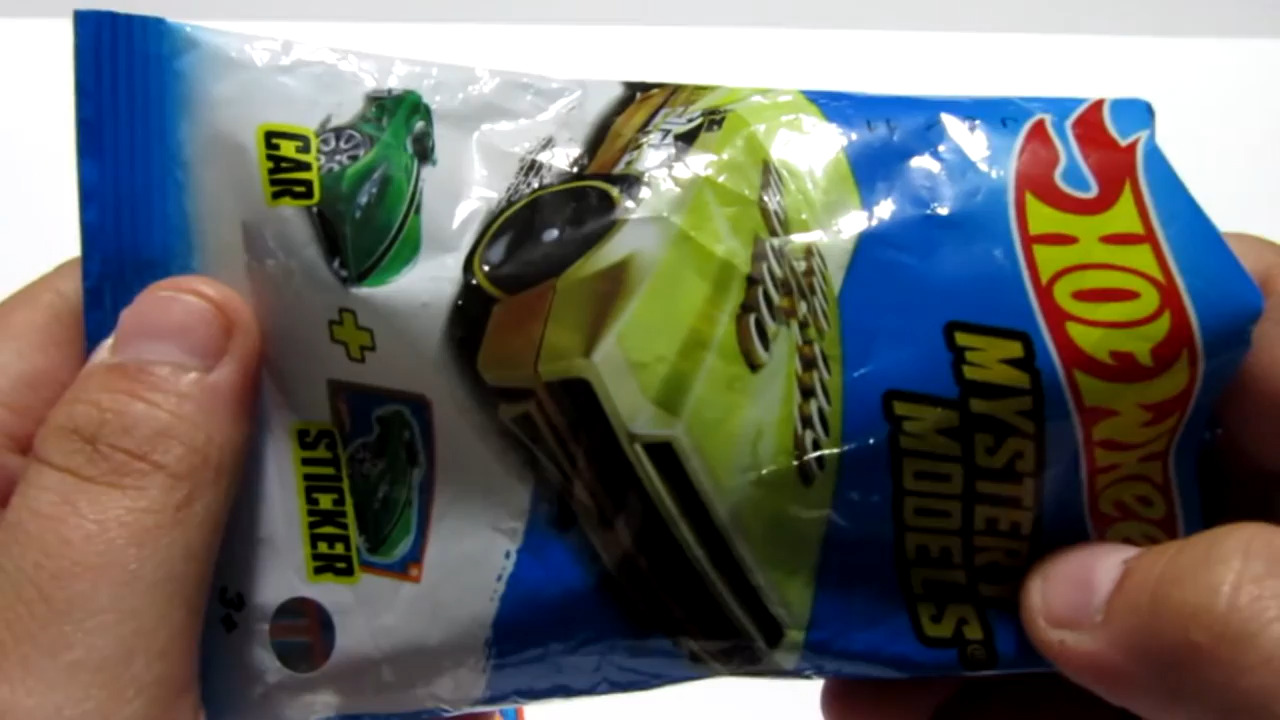 HOT WHEELS
MYSTERY
MODELS®
CAR
+
STICKER
3+